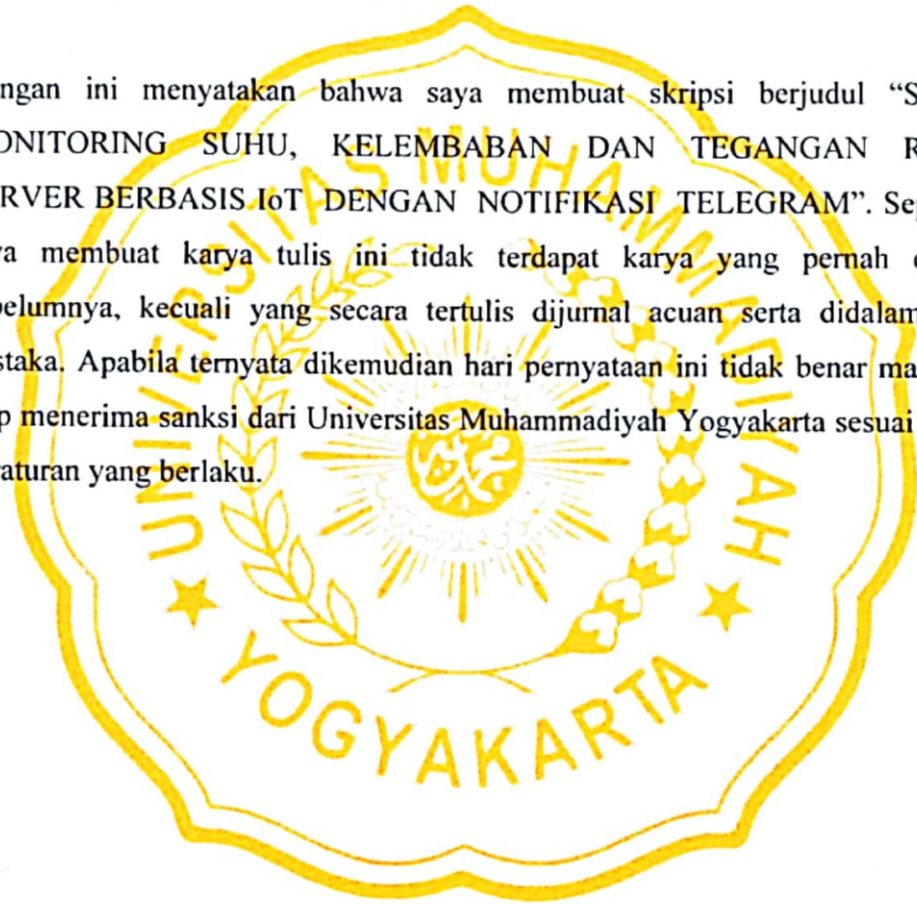 ngan ini menyatakan bahwa saya membuat skripsi berjudul “S
ONITORING SUHU, KELEMBABAN DAN TEGANGAN R
RVER BERBASIS IoT DENGAN NOTIFIKASI TELEGRAM”. Sep
a membuat karya tulis ini tidak terdapat karya yang pernah
belumnya, kecuali yang secara tertulis dijurnal acuan serta didalam
staka. Apabila ternyata dikemudian hari pernyataan ini tidak benar ma
p menerima sanksi dari Universitas Muhammadiyah Yogyakarta sesuai
aturan yang berlaku.
UNIVERSITAS MUHAMMADIYAH
YOGYAKARTA